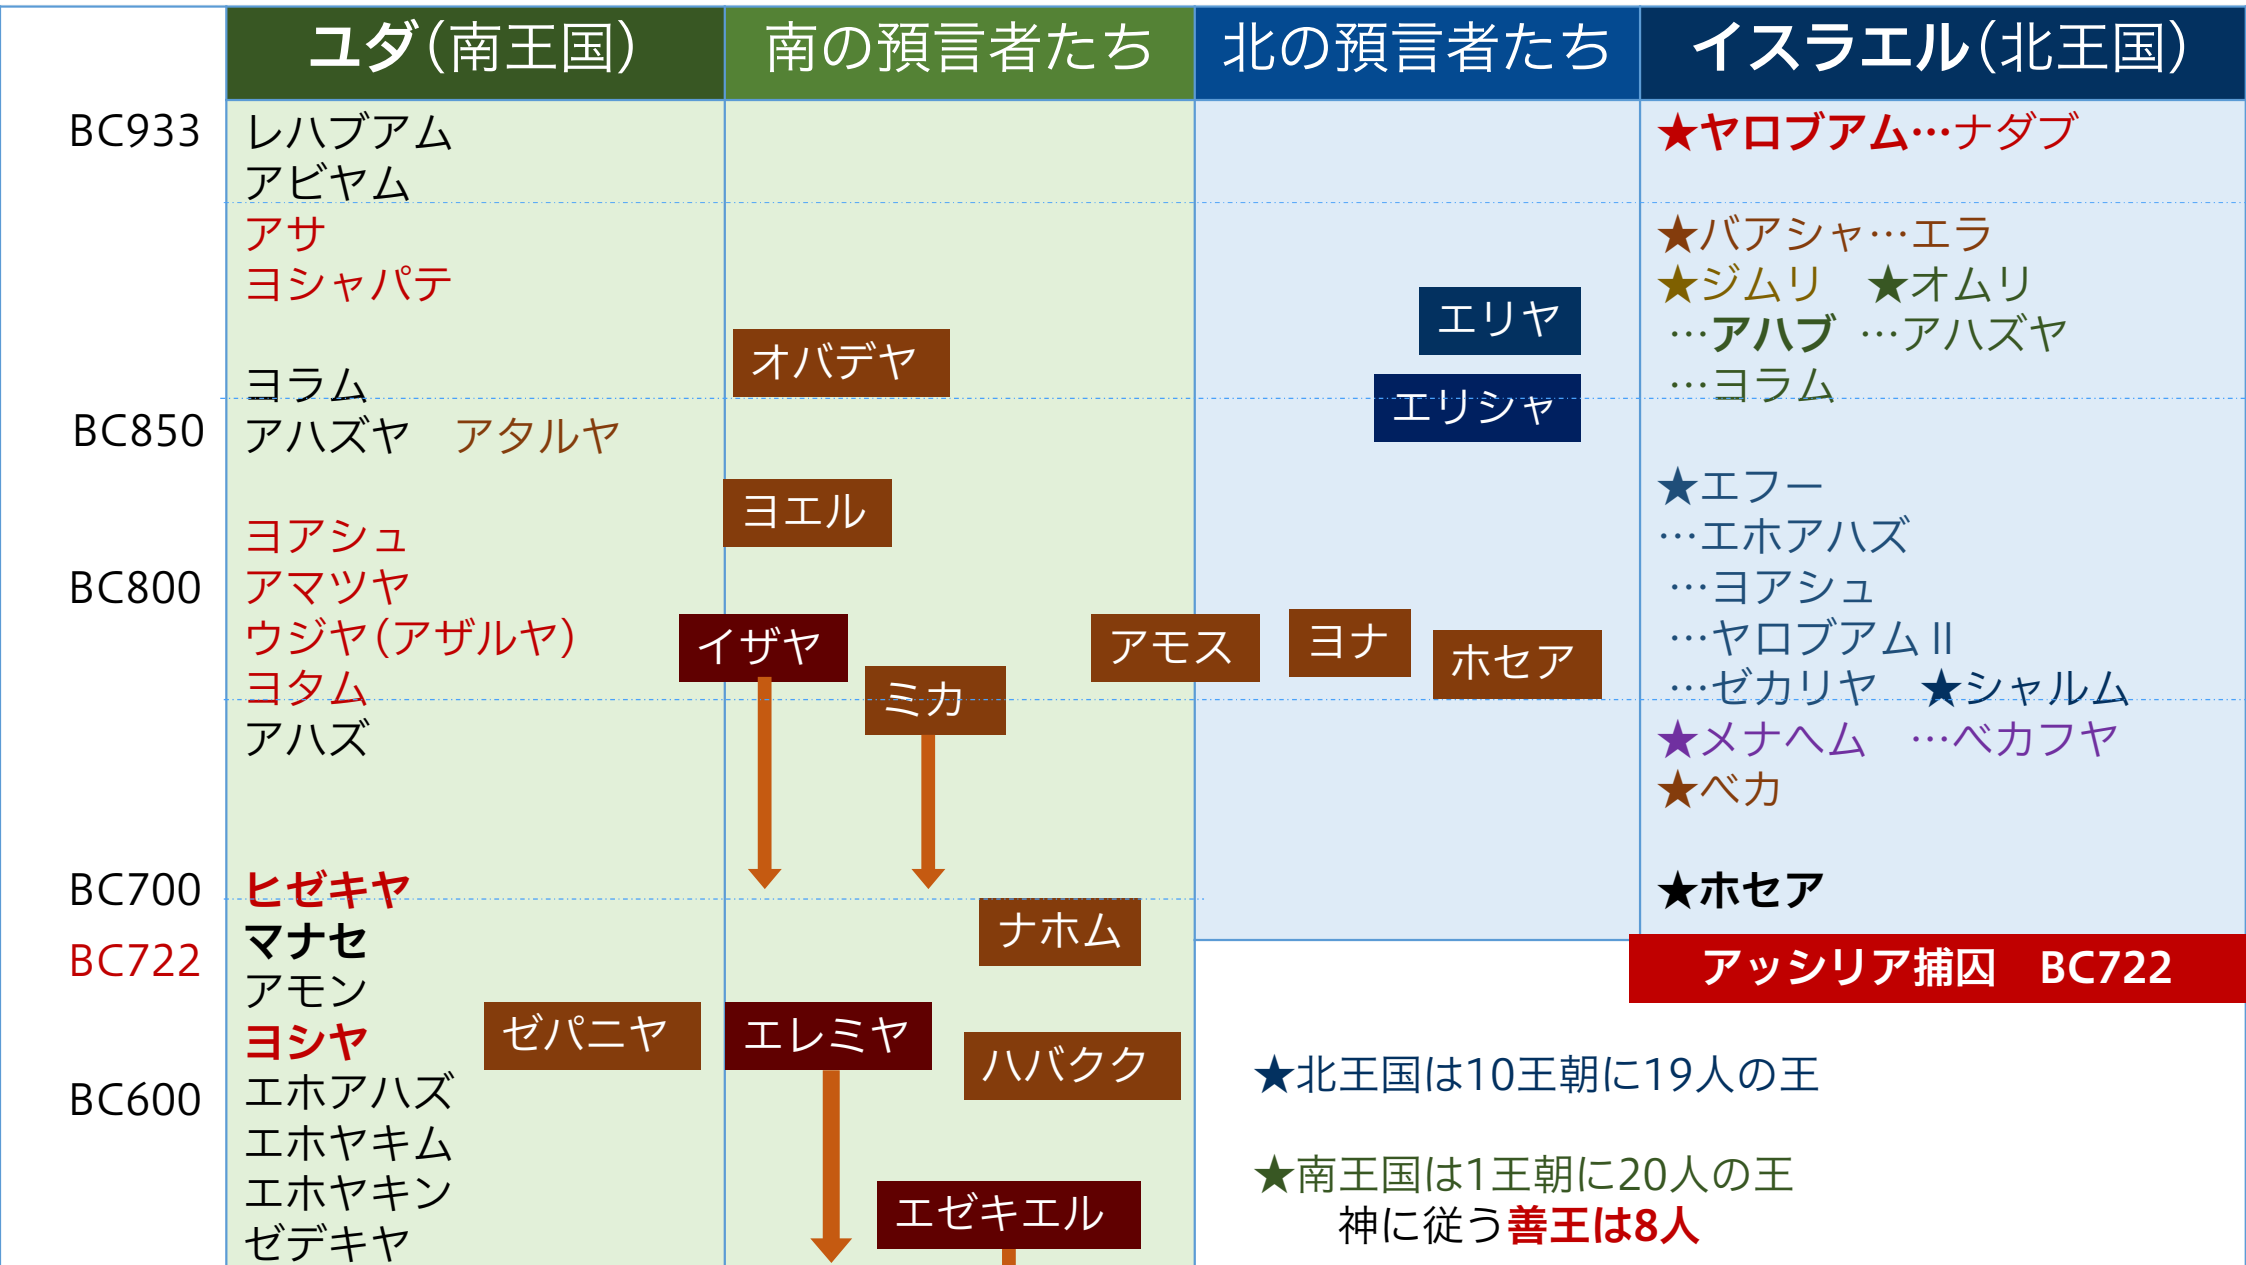 ユダ(南王国)
南の預言者たち
北の預言者たち
イスラエル(北王国)
BC933
レハブアム
★ヤロブアム…ナダブ
アビヤム
アサ
★バアシャ…エラ
ヨシャパテ
★ジムリ　★オムリ
エリヤ
オバデヤ
…アハブ …アハズヤ
ヨラム
エリシャ
…ヨラム
BC850
アハズヤ　アタルヤ
ヨエル
★エフー
ヨアシュ
…エホアハズ
BC800
アマツヤ
…ヨアシュ
ウジヤ(アザルヤ)
イザヤ
アモス
ヨナ
ホセア
…ヤロブアムⅡ
ヨタム
ミカ
…ゼカリヤ　★シャルム
アハズ
★メナヘム　…ベカフヤ
★ベカ
BC700
ヒゼキヤ
★ホセア
マナセ
ナホム
BC722
アッシリア捕囚　BC722
アモン
ヨシヤ
ゼパニヤ
エレミヤ
ハバクク
★北王国は10王朝に19人の王
BC600
エホアハズ
エホヤキム
★南王国は1王朝に20人の王
エホヤキン
エゼキエル
神に従う善王は8人
ゼデキヤ